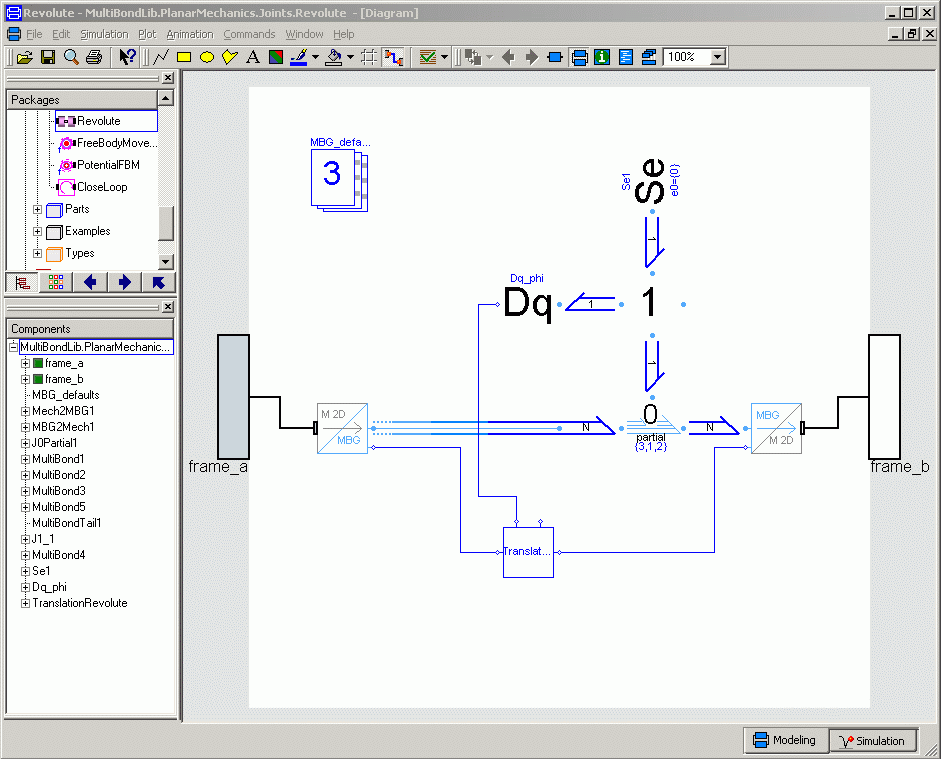 Revolute - MultiBondLib.PlanarMechanics.Joints.Revolute - [Diagram]
File Edit Simulation Plot Animation Commands Window Help
A
100%
Packages
Revolute
FreeBodyMove...
PotentialFBM
CloseLoop
Parts
Examples
Types
Components
MultiBondLib.PlanarMechanic...
frame_a
frame_b
MBG_defaults
Mech2MBG1
MBG2Mech1
J0Partial1
MultiBond1
MultiBond2
MultiBond3
MultiBond5
MultiBondTail1
J1_1
MultiBond4
Se1
Dq_phi
TranslationRevolute
MBG_defa...
3
Se1
Se
e0={0}
1
Dq_phi
Dq
1
1
1
M 2D
MBG
N
0
partial
{3,1,2}
N
MBG
M 2D
frame_a
frame_b
Translat...
Modeling
Simulation